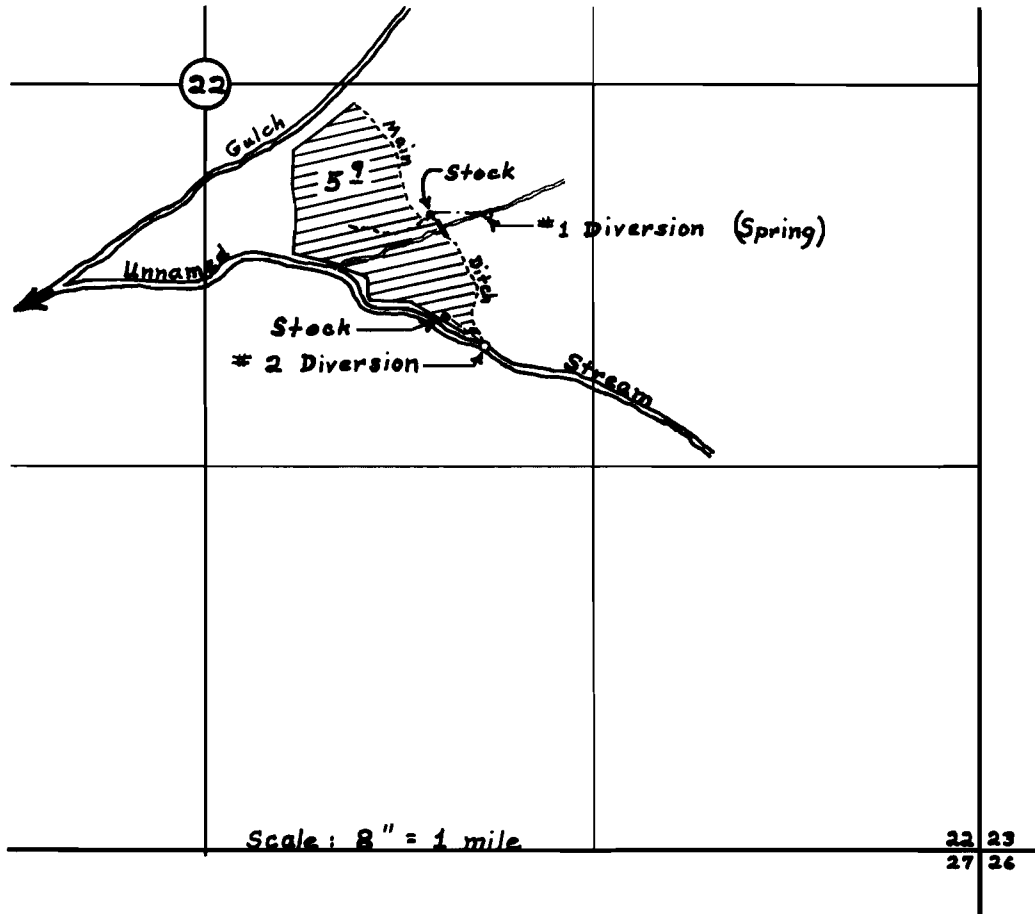 22
Gulch
Main
Stock
5 9
#1 Diversion (Spring)
Unnamed
Ditch
Stock
# 2 Diversion
Stream
Scale: 8" = 1 mile
22 23
27 26